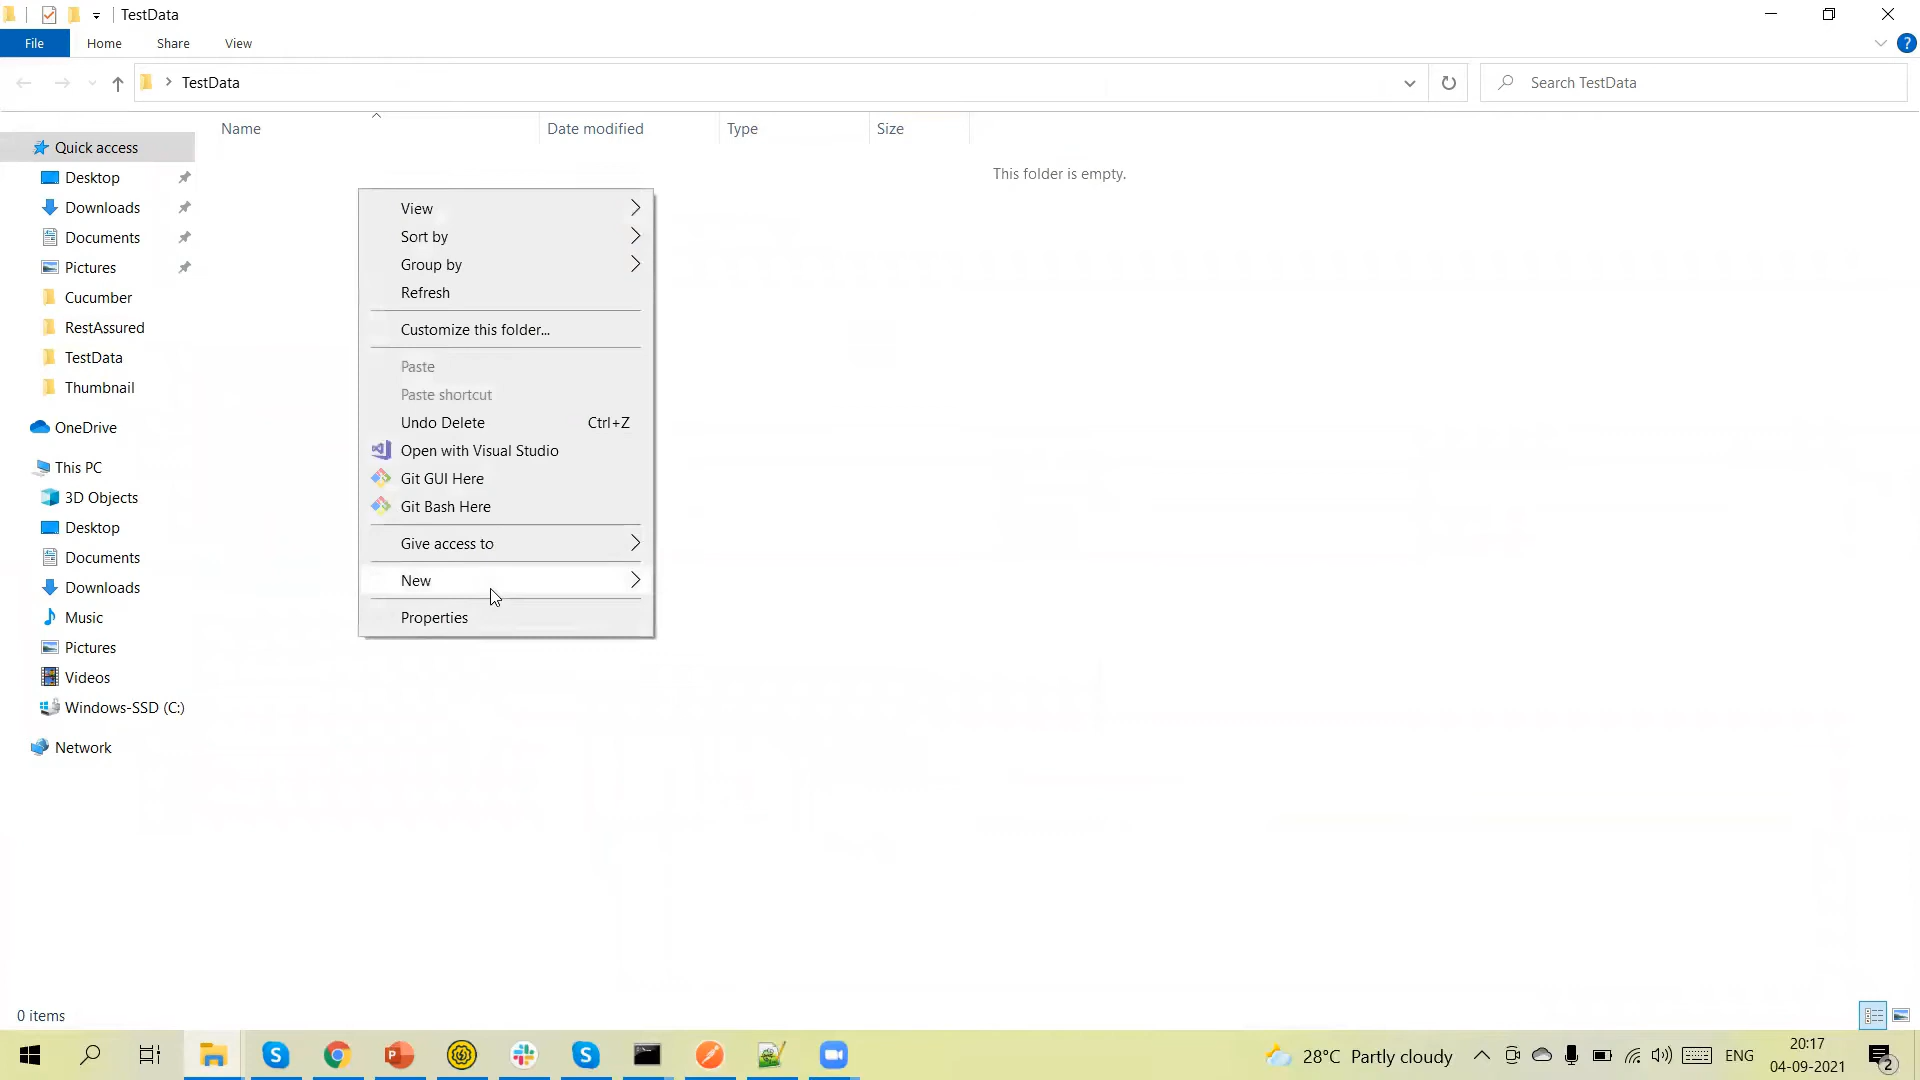 TestData
File Home Share View
TestData
Search TestData
Name Date modified Type Size
This folder is empty.
Quick access
Desktop
Downloads
Documents
Pictures
Cucumber
RestAssured
TestData
Thumbnail
OneDrive
This PC
3D Objects
Desktop
Documents
Downloads
Music
Pictures
Videos
Windows-SSD (C:)
Network
View
Sort by
Group by
Refresh
Customize this folder...
Paste
Paste shortcut
Undo Delete Ctrl+Z
Open with Visual Studio
Git GUI Here
Git Bash Here
Give access to
New
Properties
0 items
28°C Partly cloudy
ENG
20:17
04-09-2021
2